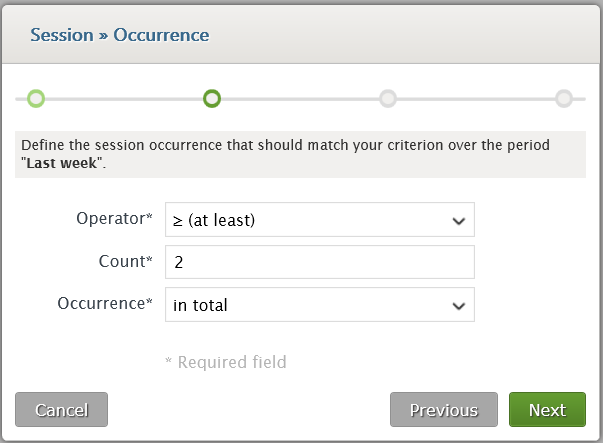 Session » Occurrence
Define the session occurrence that should match your criterion over the period
"Last week".
Operator* ≥ (at least)
Count* 2
Occurrence* in total
* Required field
Cancel Previous Next